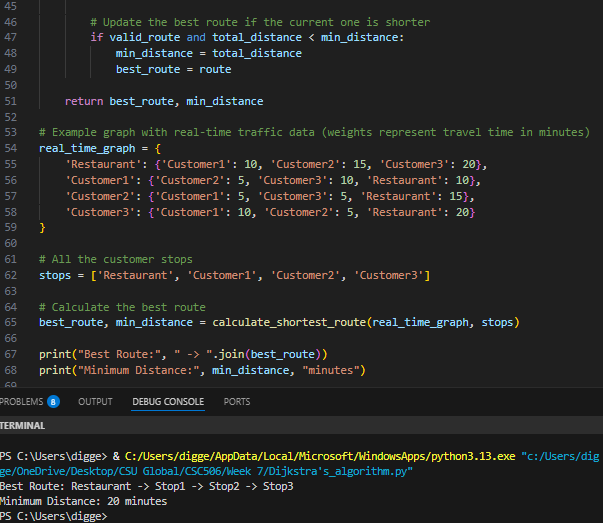 45
46 # Update the best route if the current one is shorter
47 if valid_route and total_distance < min_distance:
48 min_distance = total_distance
49 best_route = route
50
51 return best_route, min_distance
52
53 # Example graph with real-time traffic data (weights represent travel time in minutes)
54 real_time_graph = {
55 'Restaurant': {'Customer1': 10, 'Customer2': 15, 'Customer3': 20},
56 'Customer1': {'Customer2': 5, 'Customer3': 10, 'Restaurant': 10},
57 'Customer2': {'Customer1': 5, 'Customer3': 5, 'Restaurant': 15},
58 'Customer3': {'Customer1': 10, 'Customer2': 5, 'Restaurant': 20}
59 }
60
61 # All the customer stops
62 stops = ['Restaurant', 'Customer1', 'Customer2', 'Customer3']
63
64 # Calculate the best route
65 best_route, min_distance = calculate_shortest_route(real_time_graph, stops)
66
67 print("Best Route:", " -> ".join(best_route))
68 print("Minimum Distance:", min_distance, "minutes")
69
PROBLEMS 8 OUTPUT DEBUG CONSOLE PORTS
TERMINAL
PS C:\Users\digge> & C:/Users/digge/AppData/Local/Microsoft/WindowsApps/python3.13.exe "c:/Users/dig
ge/OneDrive/Desktop/CSU Global/CSC506/Week 7/Dijkstra's_algorithm.py"
Best Route: Restaurant -> Stop1 -> Stop2 -> Stop3
Minimum Distance: 20 minutes
PS C:\Users\digge>